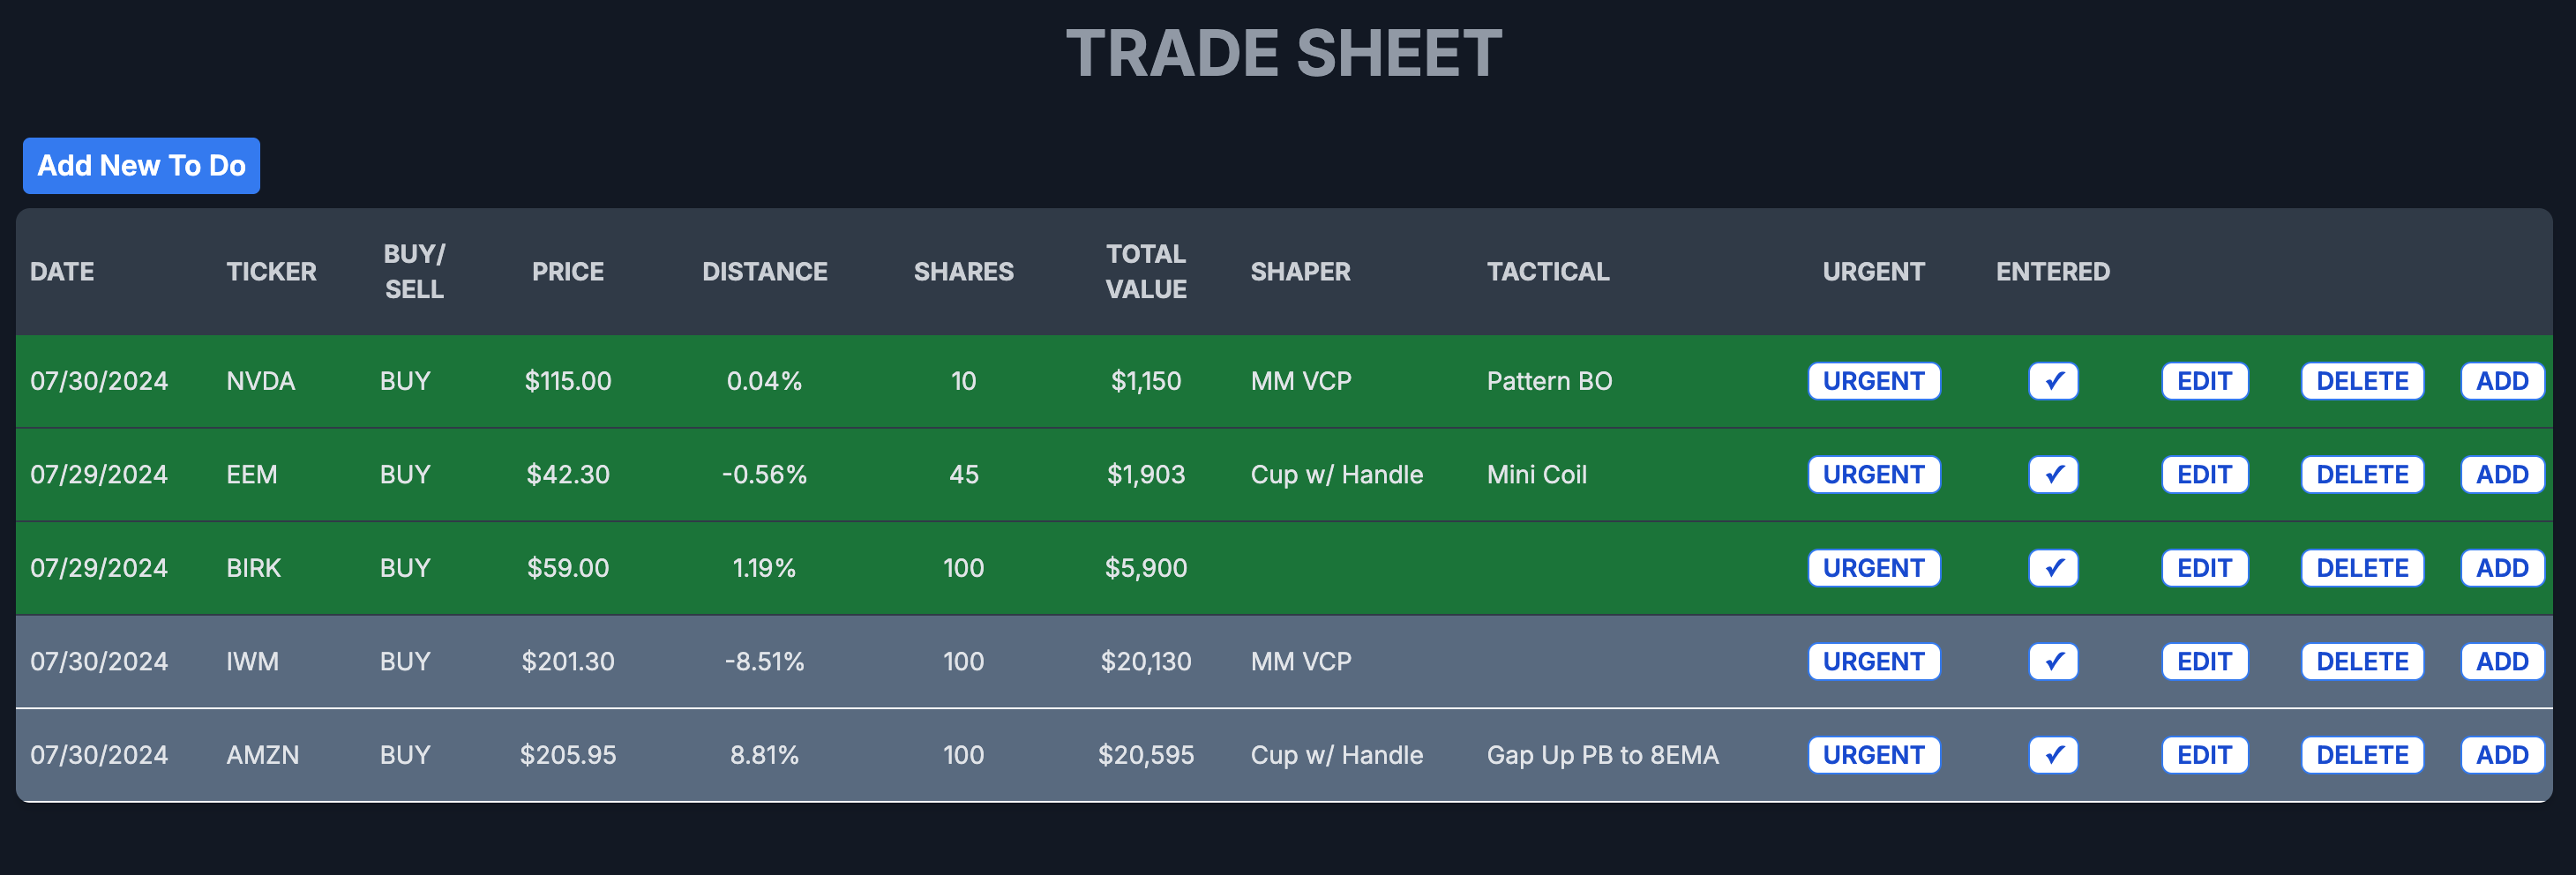 TRADE SHEET
Add New To Do
DATE TICKER BUY/ SELL PRICE DISTANCE SHARES TOTAL VALUE SHAPER TACTICAL URGENT ENTERED
07/30/2024 NVDA BUY $115.00 0.04% 10 $1,150 MM VCP Pattern BO URGENT ✓ EDIT DELETE ADD
07/29/2024 EEM BUY $42.30 -0.56% 45 $1,903 Cup w/ Handle Mini Coil URGENT ✓ EDIT DELETE ADD
07/29/2024 BIRK BUY $59.00 1.19% 100 $5,900 URGENT ✓ EDIT DELETE ADD
07/30/2024 IWM BUY $201.30 -8.51% 100 $20,130 MM VCP URGENT ✓ EDIT DELETE ADD
07/30/2024 AMZN BUY $205.95 8.81% 100 $20,595 Cup w/ Handle Gap Up PB to 8EMA URGENT ✓ EDIT DELETE ADD